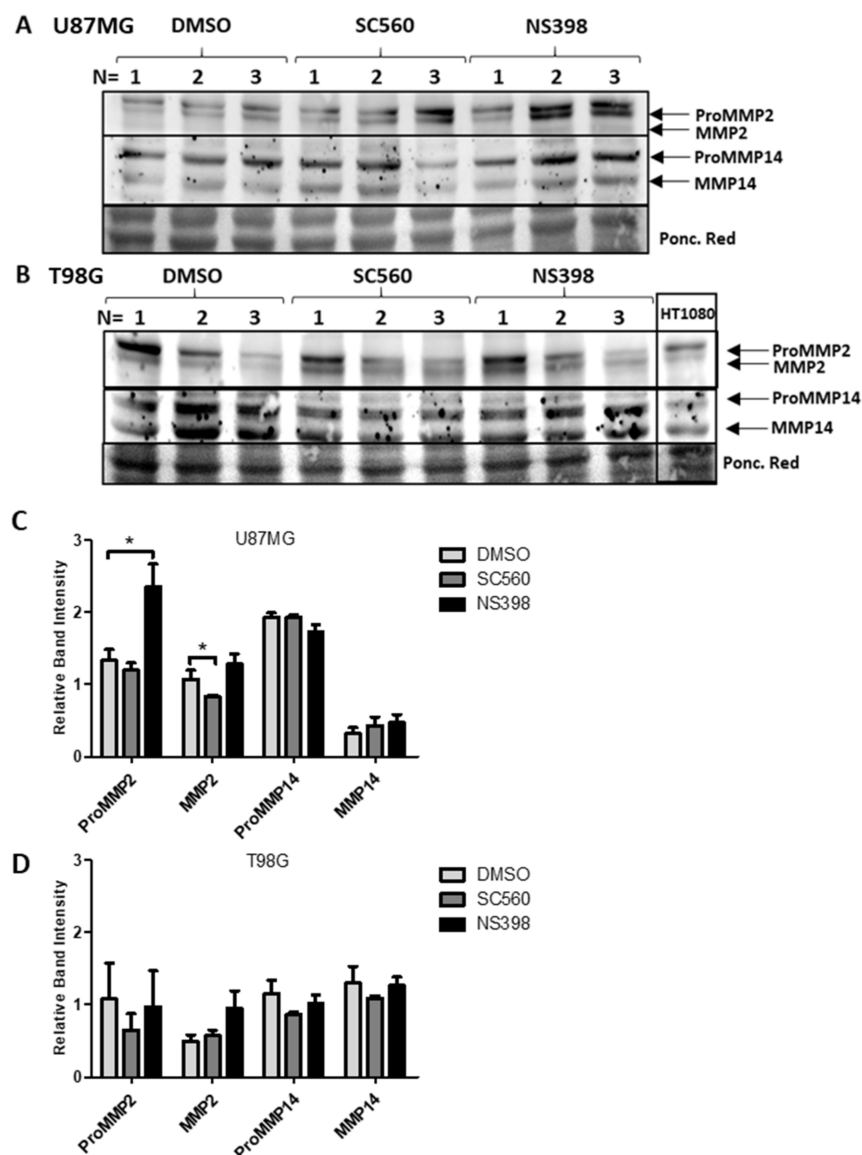 A U87MG DMSO SC560 NS398
N= 1 2 3 1 2 3 1 2 3
ProMMP2
MMP2
ProMMP14
MMP14
Ponc. Red
B T98G DMSO SC560 NS398
N= 1 2 3 1 2 3 1 2 3 HT1080
ProMMP2
MMP2
ProMMP14
MMP14
Ponc. Red
C
U87MG
Relative Band Intensity
3
2
1
0
*
*
DMSO
SC560
NS398
ProMMP2 MMP2 ProMMP14 MMP14
D
T98G
Relative Band Intensity
3
2
1
0
DMSO
SC560
NS398
ProMMP2 MMP2 ProMMP14 MMP14